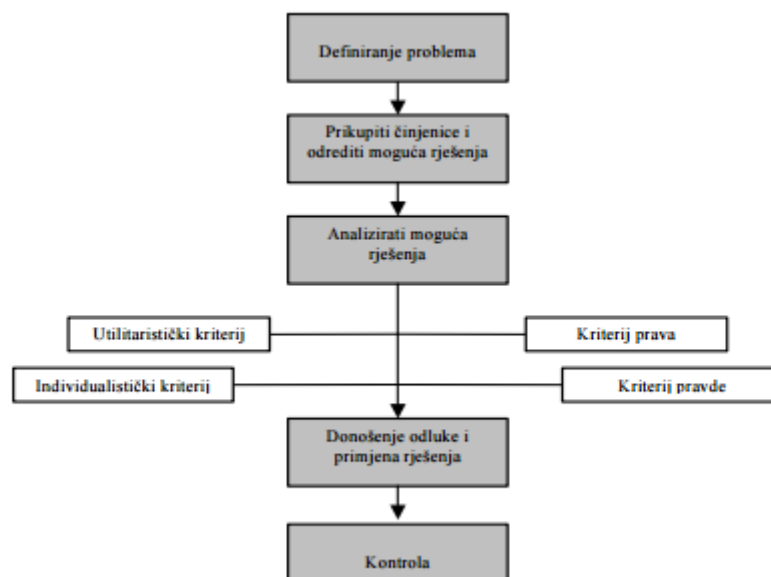 Definiranje problema
Prikupiti činjenice i
odrediti moguća rješenja
Analizirati moguća
rješenja
Utilitaristički kriterij
Kriterij prava
Individualistički kriterij
Kriterij pravde
Donošenje odluke i
primjena rješenja
Kontrola